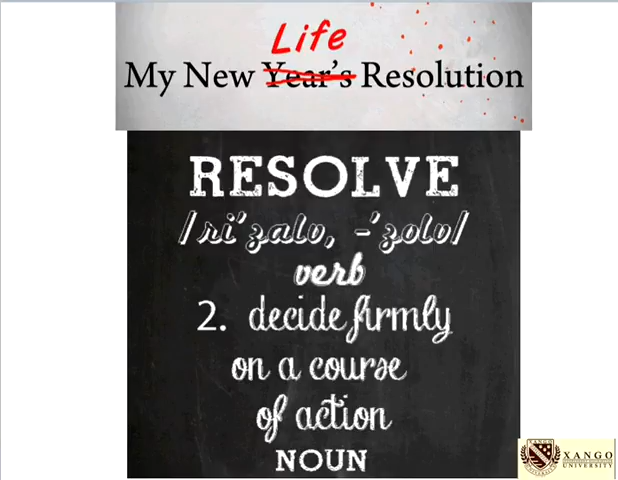 Life
My New Year's Resolution
RESOLVE
/ri'zalv, -'zolv/
verb
2. decide firmly
on a course
of action
NOUN
XANGO
UNIVERSITY